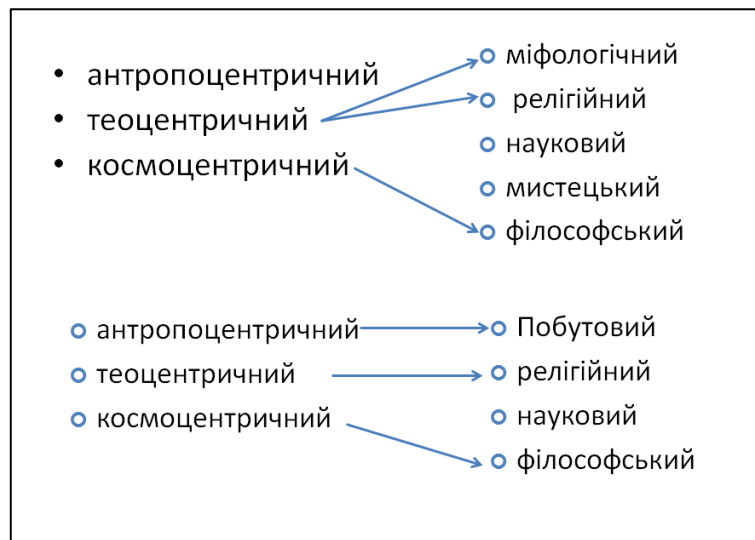 антропоцентричний
теоцентричний
космоцентричний
міфологічний
релігійний
науковий
мистецький
філософський
антропоцентричний
теоцентричний
космоцентричний
Побутовий
релігійний
науковий
філософський